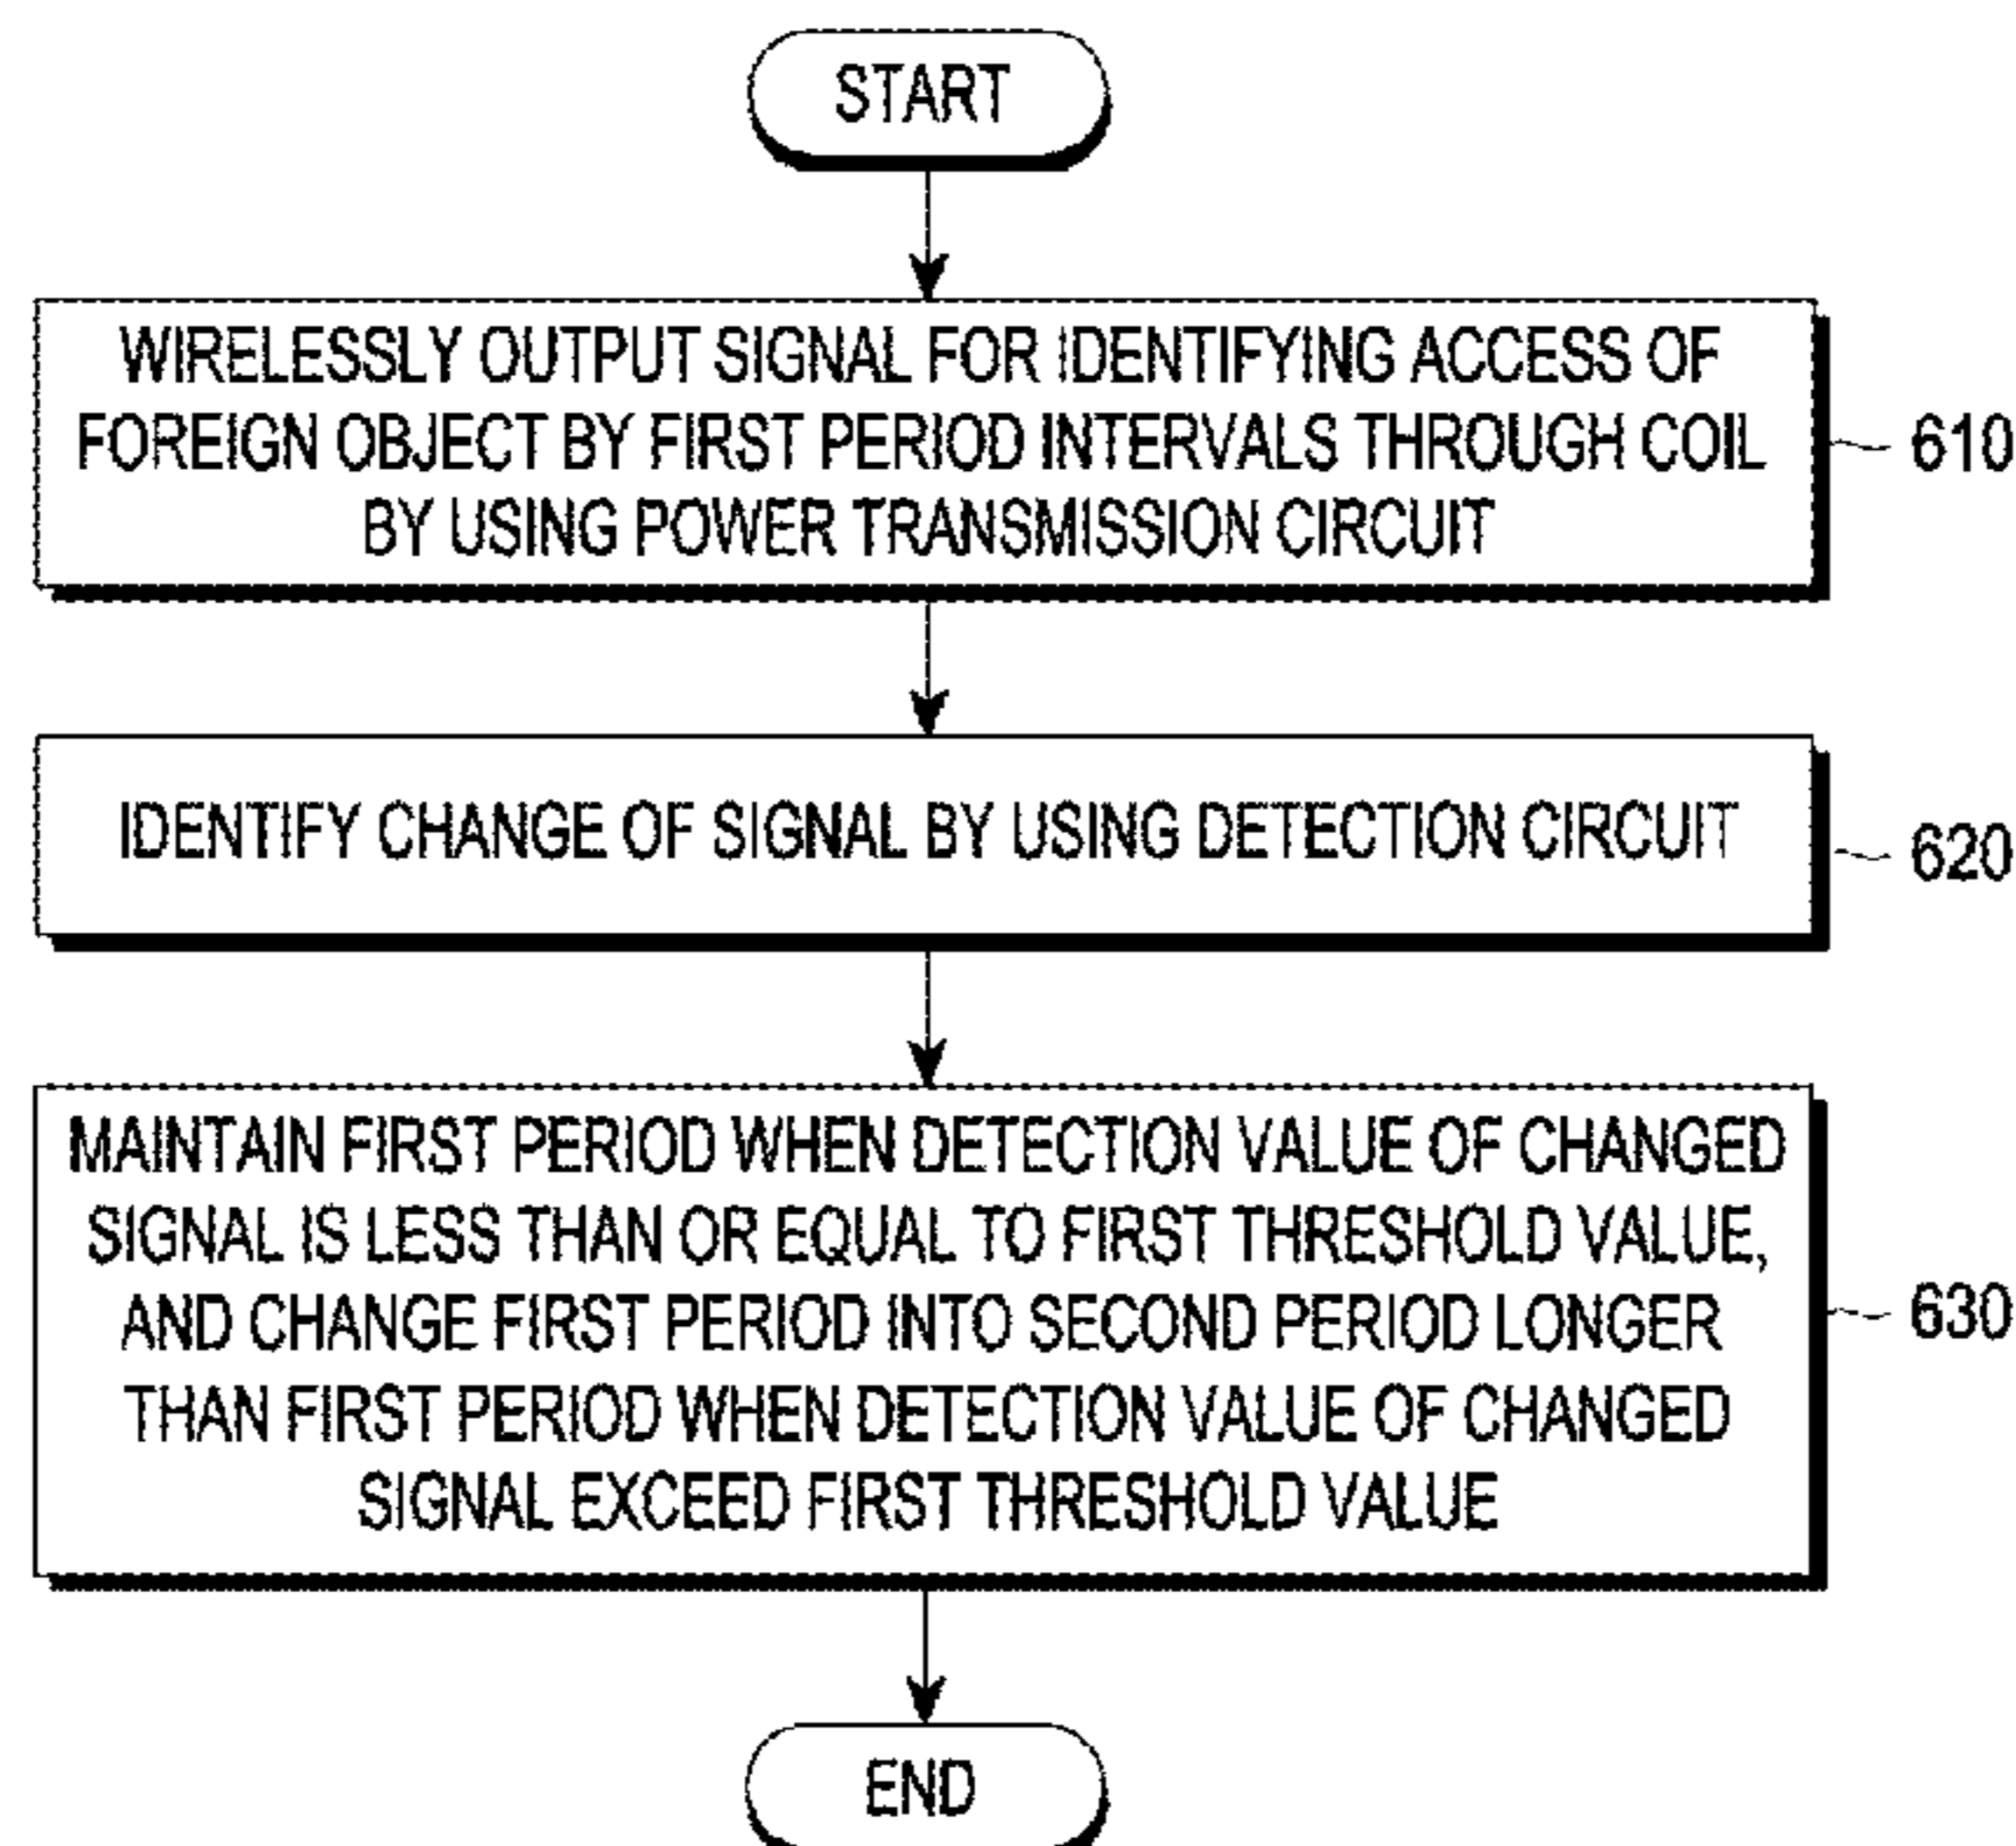 START
WIRELESSLY OUTPUT SIGNAL FOR IDENTIFYING ACCESS OF
FOREIGN OBJECT BY FIRST PERIOD INTERVALS THROUGH COIL
BY USING POWER TRANSMISSION CIRCUIT
610
IDENTIFY CHANGE OF SIGNAL BY USING DETECTION CIRCUIT
620
MAINTAIN FIRST PERIOD WHEN DETECTION VALUE OF CHANGED
SIGNAL IS LESS THAN OR EQUAL TO FIRST THRESHOLD VALUE,
AND CHANGE FIRST PERIOD INTO SECOND PERIOD LONGER
THAN FIRST PERIOD WHEN DETECTION VALUE OF CHANGED
SIGNAL EXCEED FIRST THRESHOLD VALUE
630
END